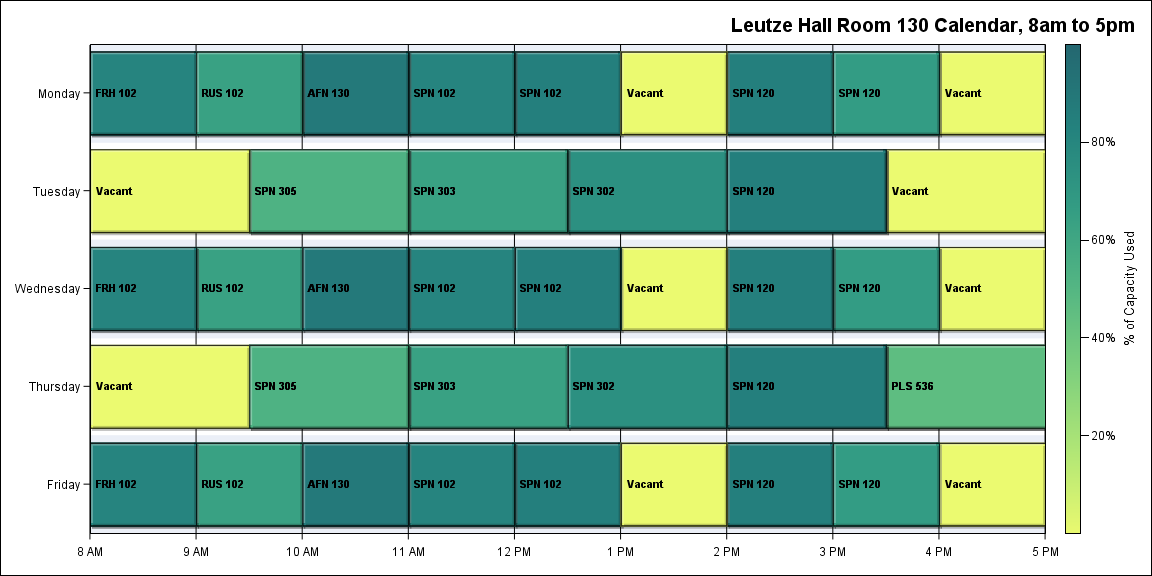 Leutze Hall Room 130 Calendar, 8am to 5pm
Monday
FRH 102
RUS 102
AFN 130
SPN 102
SPN 102
Vacant
SPN 120
SPN 120
Vacant
Tuesday
Vacant
SPN 305
SPN 303
SPN 302
SPN 120
Vacant
Wednesday
FRH 102
RUS 102
AFN 130
SPN 102
SPN 102
Vacant
SPN 120
SPN 120
Vacant
Thursday
Vacant
SPN 305
SPN 303
SPN 302
SPN 120
PLS 536
Friday
FRH 102
RUS 102
AFN 130
SPN 102
SPN 102
Vacant
SPN 120
SPN 120
Vacant
8 AM
9 AM
10 AM
11 AM
12 PM
1 PM
2 PM
3 PM
4 PM
5 PM
80%
60%
40%
20%
% of Capacity Used